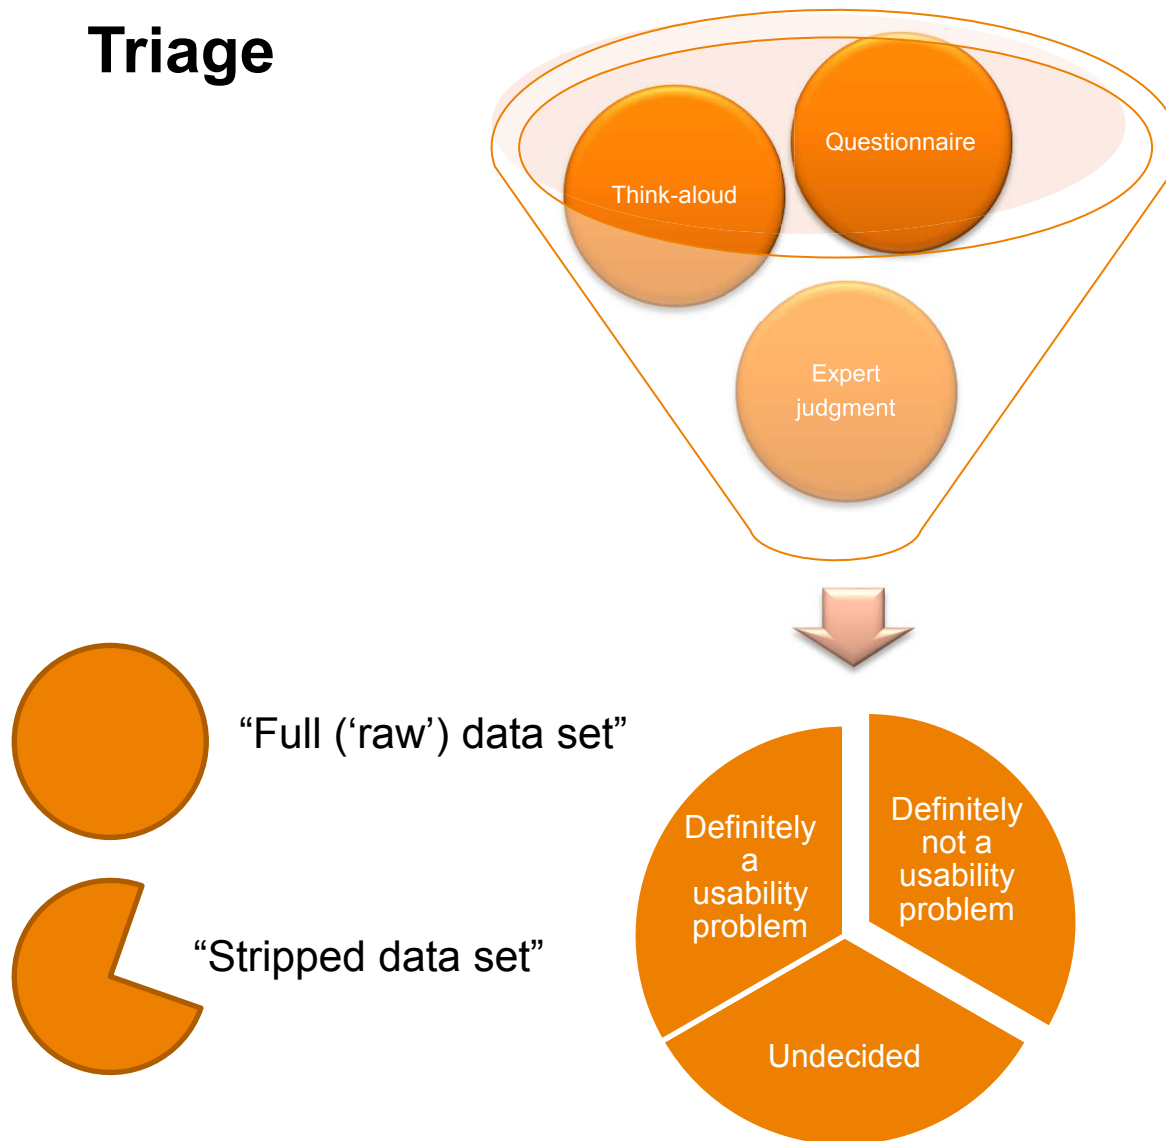 Triage
Questionnaire
Think-aloud
Expert
judgment
“Full (‘raw’) data set”
“Stripped data set”
Definitely
a
usability
problem
Definitely
not a
usability
problem
Undecided